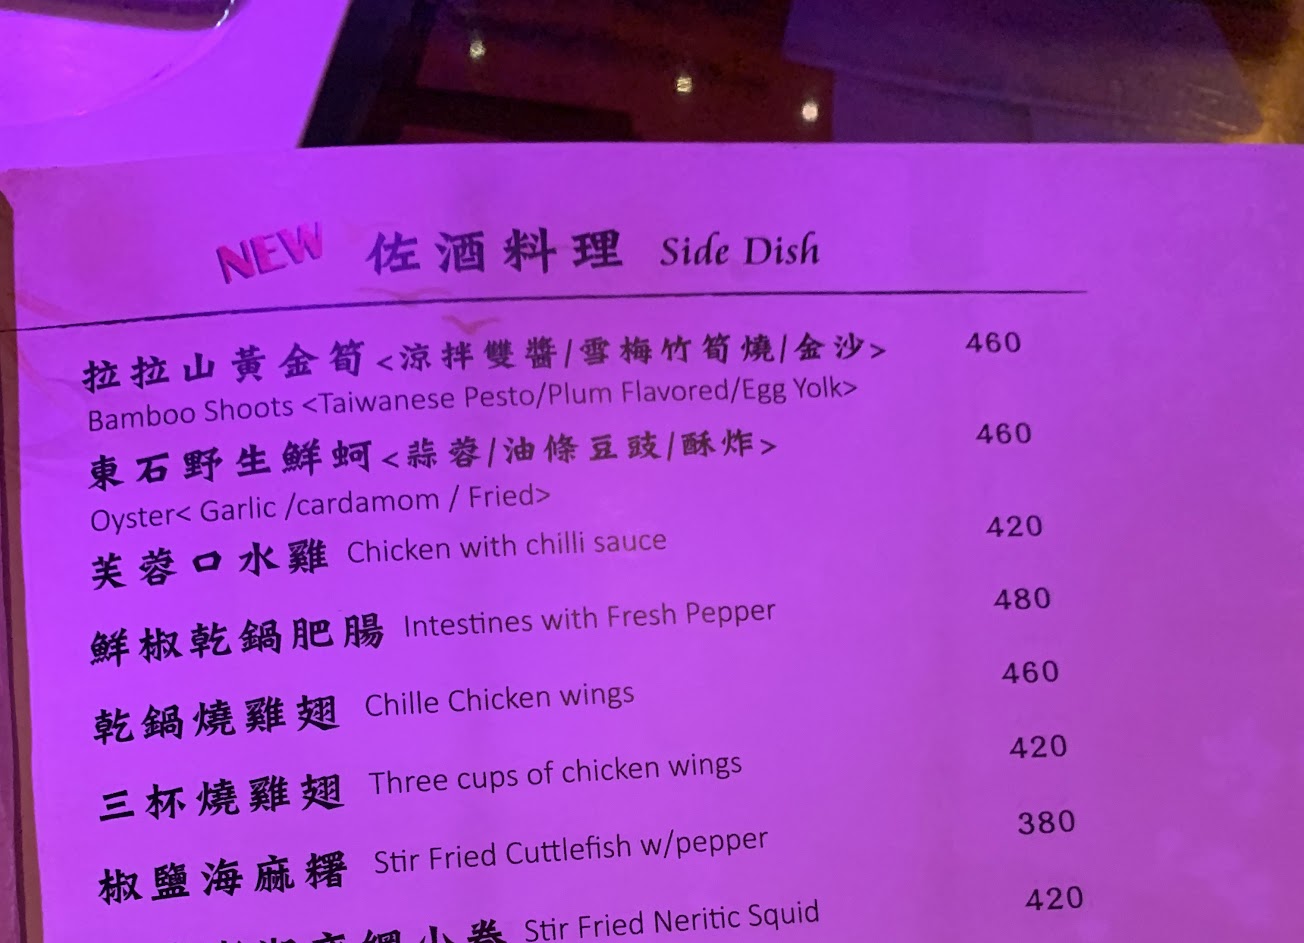 NEW 佐酒料理 Side Dish
拉拉山黃金筍<涼拌雙醬/雪梅竹筍燒/金沙> 460
Bamboo Shoots <Taiwanese Pesto/Plum Flavored/Egg Yolk>
東石野生鮮蚵<蒜蓉/油條豆豉/酥炸> 460
Oyster< Garlic /cardamom / Fried>
芙蓉口水雞 Chicken with chilli sauce 420
鮮椒乾鍋肥腸 Intestines with Fresh Pepper 480
乾鍋燒雞翅 Chille Chicken wings 460
三杯燒雞翅 Three cups of chicken wings 420
椒鹽海麻糬 Stir Fried Cuttlefish w/pepper 380
小卷 Stir Fried Neritic Squid 420